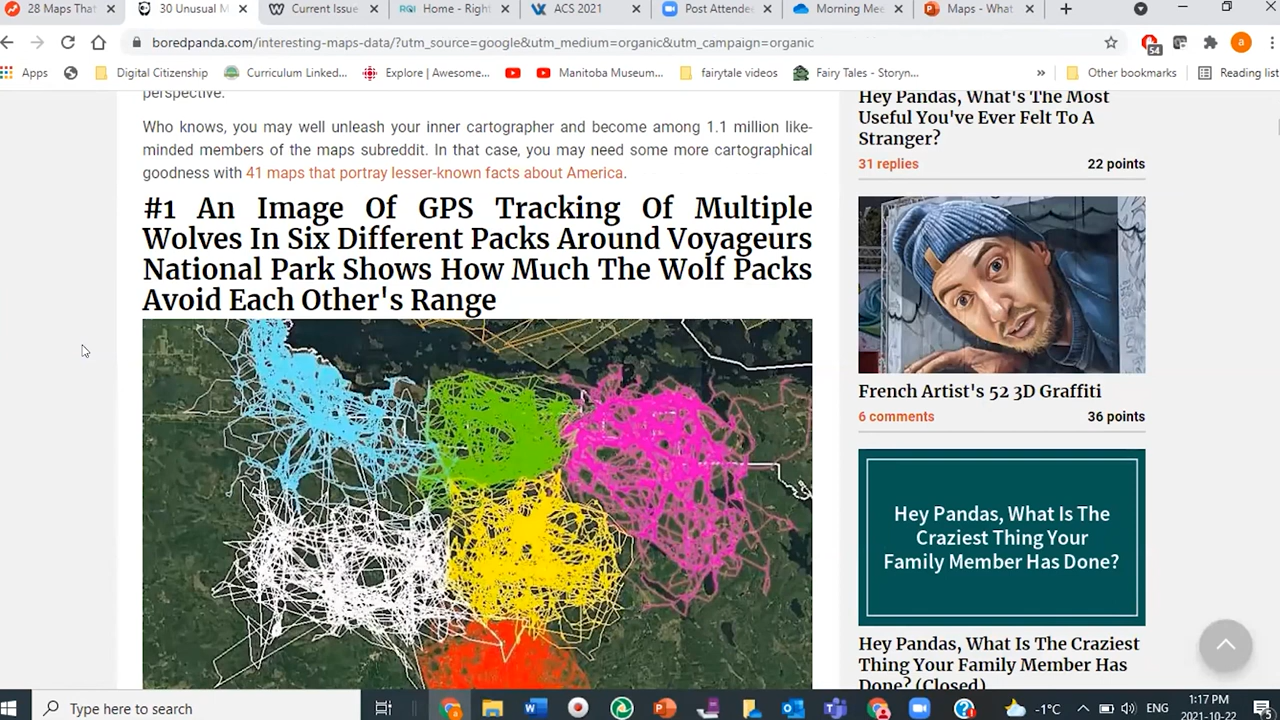 28 Maps That
30 Unusual M
Current Issue
Home - Right
ACS 2021
Post Attende
Morning Me
Maps - What
boredpanda.com/interesting-maps-data/?utm_source=google&utm_medium=organic&utm_campaign=organic
54
a
Apps
Digital Citizenship
Curriculum Linked...
Explore | Awesome...
Manitoba Museum...
fairytale videos
Fairy Tales - Storyn...
»
Other bookmarks
Reading list
perspective.
Who knows, you may well unleash your inner cartographer and become among 1.1 million like-
minded members of the maps subreddit. In that case, you may need some more cartographical
goodness with 41 maps that portray lesser-known facts about America.
#1 An Image Of GPS Tracking Of Multiple
Wolves In Six Different Packs Around Voyageurs
National Park Shows How Much The Wolf Packs
Avoid Each Other's Range
Hey Pandas, What's The Most
Useful You've Ever Felt To A
Stranger?
31 replies 22 points
French Artist's 52 3D Graffiti
6 comments 36 points
Hey Pandas, What Is The
Craziest Thing Your
Family Member Has Done?
Hey Pandas, What Is The Craziest
Thing Your Family Member Has
Done? (Closed)
Type here to search
-1°C
ENG
1:17 PM
2021-10-22